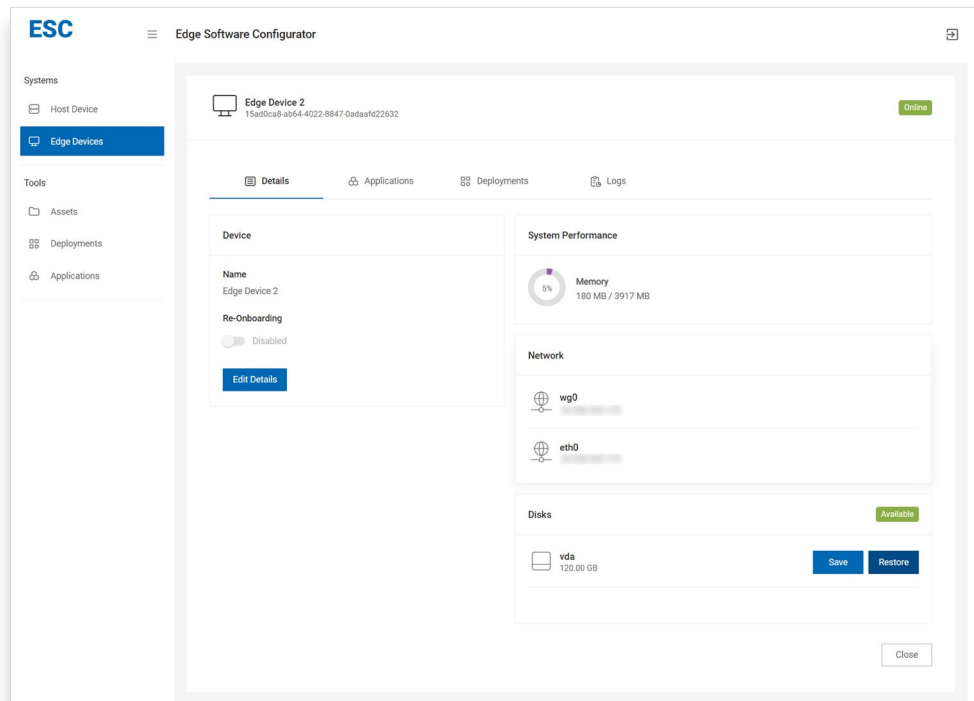 ESC
Edge Software Configurator
Systems
Host Device
Edge Devices
Tools
Assets
Deployments
Applications
Edge Device 2
15ad0ca8-ab64-4022-8847-0adaafd22632
Online
Details
Applications
Deployments
Logs
Device
Name
Edge Device 2
Re-Onboarding
Disabled
Edit Details
System Performance
5%
Memory
180 MB / 3917 MB
Network
wg0
eth0
Disks
Available
vda
120.00 GB
Save
Restore
Close